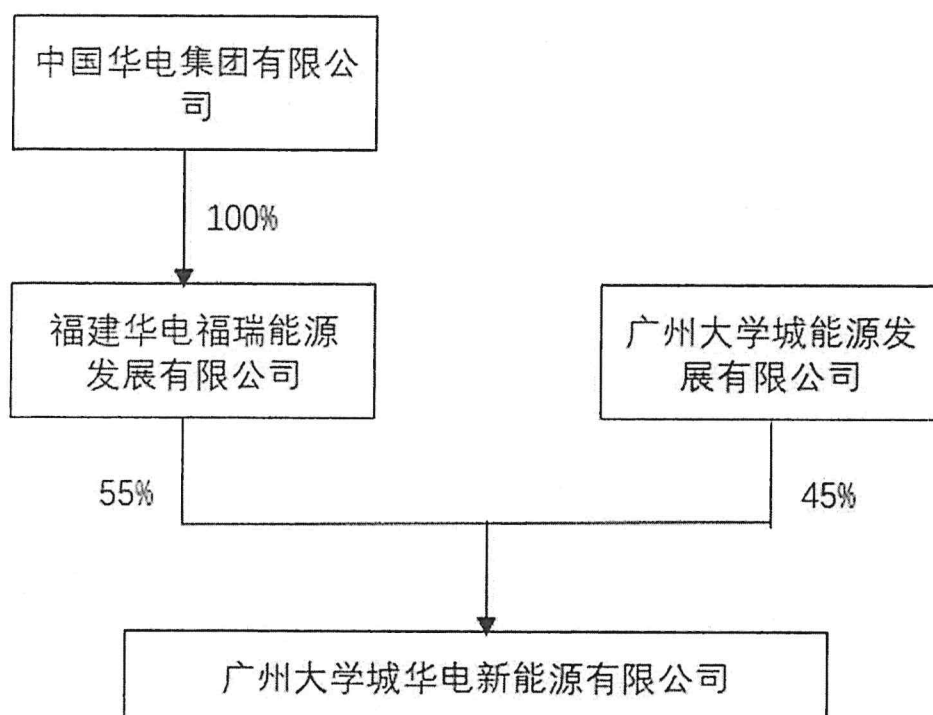 中国华电集团有限公
司
100%
福建华电福瑞能源
发展有限公司
广州大学城能源发
展有限公司
55%
45%
广州大学城华电新能源有限公司